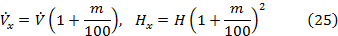 V̇ₓ = V̇ (1 + m/100), Hₓ = H (1 + m/100)² (25)